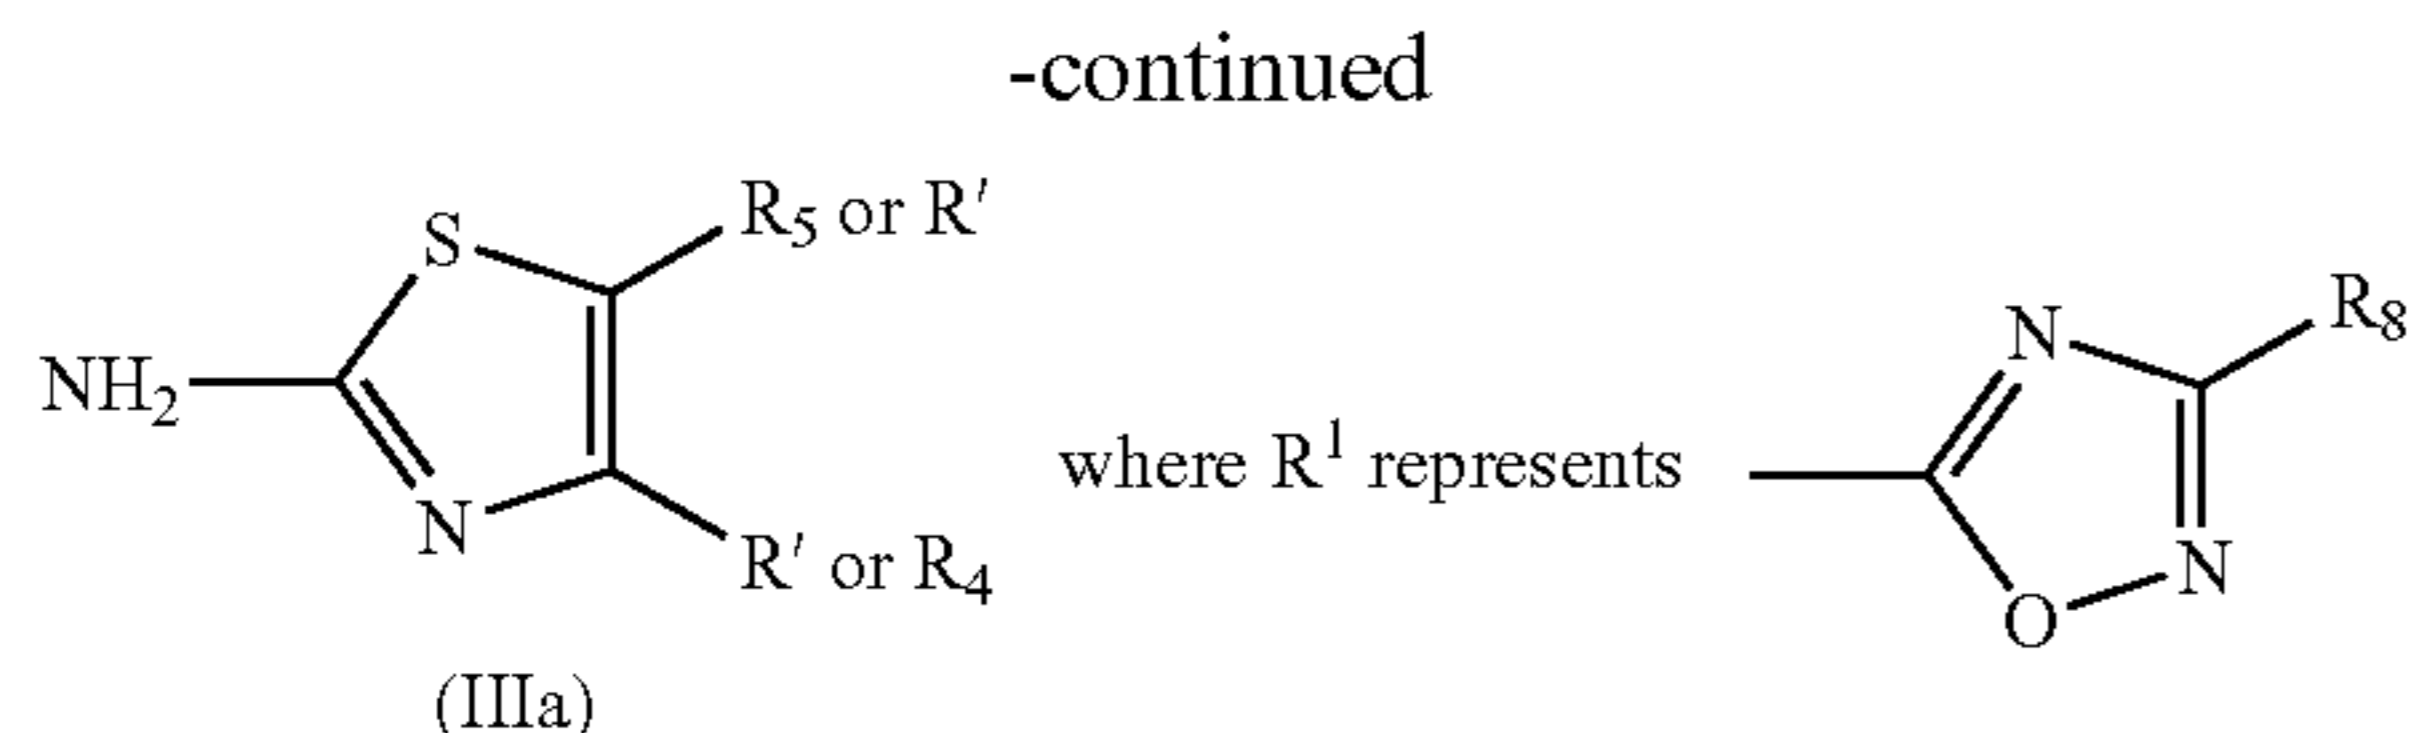 -continued
R₅ or R′
S
NH₂
N
R′ or R₄
(IIIa)
where R¹ represents
N
R₈
N
O